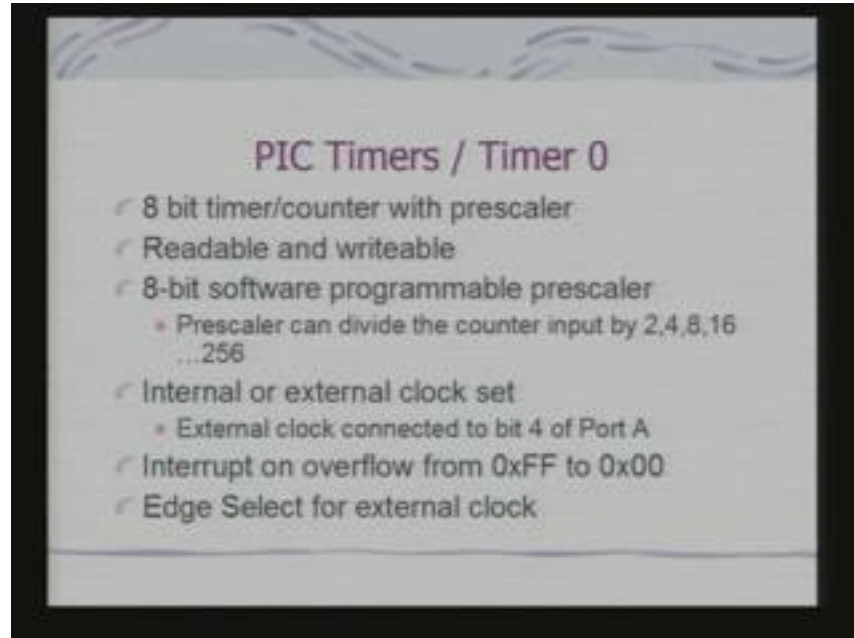 PIC Timers / Timer 0
8 bit timer/counter with prescaler
Readable and writeable
8-bit software programmable prescaler
Prescaler can divide the counter input by 2,4,8,16
...256
Internal or external clock set
External clock connected to bit 4 of Port A
Interrupt on overflow from 0xFF to 0x00
Edge Select for external clock